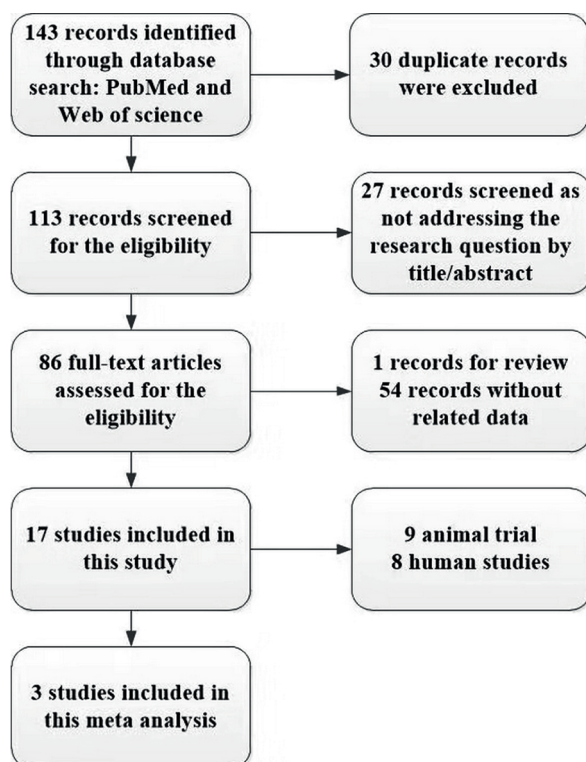 143 records identified
through database
search: PubMed and
Web of science
30 duplicate records
were excluded
113 records screened
for the eligibility
27 records screened as
not addressing the
research question by
title/abstract
86 full-text articles
assessed for the
eligibility
1 records for review
54 records without
related data
17 studies included in
this study
9 animal trial
8 human studies
3 studies included in
this meta analysis